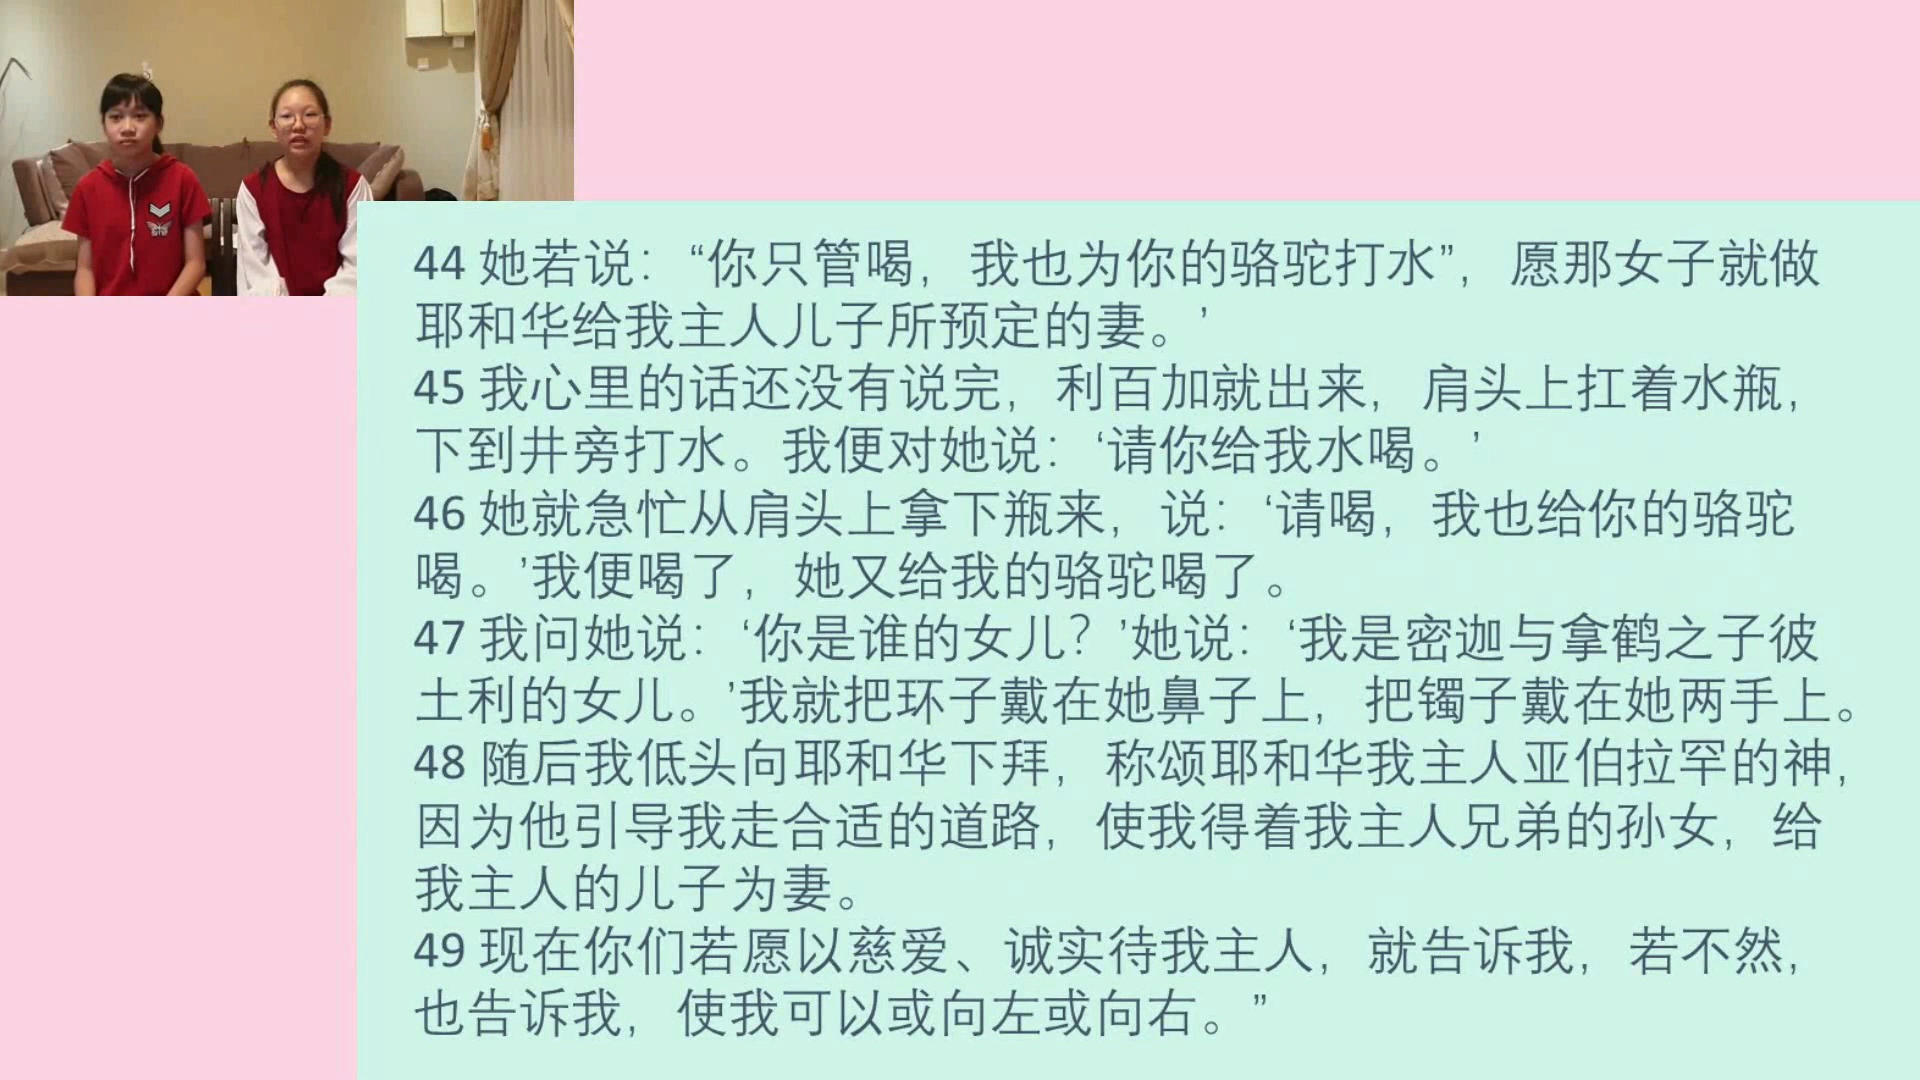 44 她若说：“你只管喝，我也为你的骆驼打水”，愿那女子就做
耶和华给我主人儿子所预定的妻。’
45 我心里的话还没有说完，利百加就出来，肩头上扛着水瓶，
下到井旁打水。我便对她说：‘请你给我水喝。’
46 她就急忙从肩头上拿下瓶来，说：‘请喝，我也给你的骆驼
喝。’我便喝了，她又给我的骆驼喝了。
47 我问她说：‘你是谁的女儿？’她说：‘我是密迦与拿鹤之子彼
土利的女儿。’我就把环子戴在她鼻子上，把镯子戴在她两手上。
48 随后我低头向耶和华下拜，称颂耶和华我主人亚伯拉罕的神，
因为他引导我走合适的道路，使我得着我主人兄弟的孙女，给
我主人的儿子为妻。
49 现在你们若愿以慈爱、诚实待我主人，就告诉我，若不然，
也告诉我，使我可以或向左或向右。”